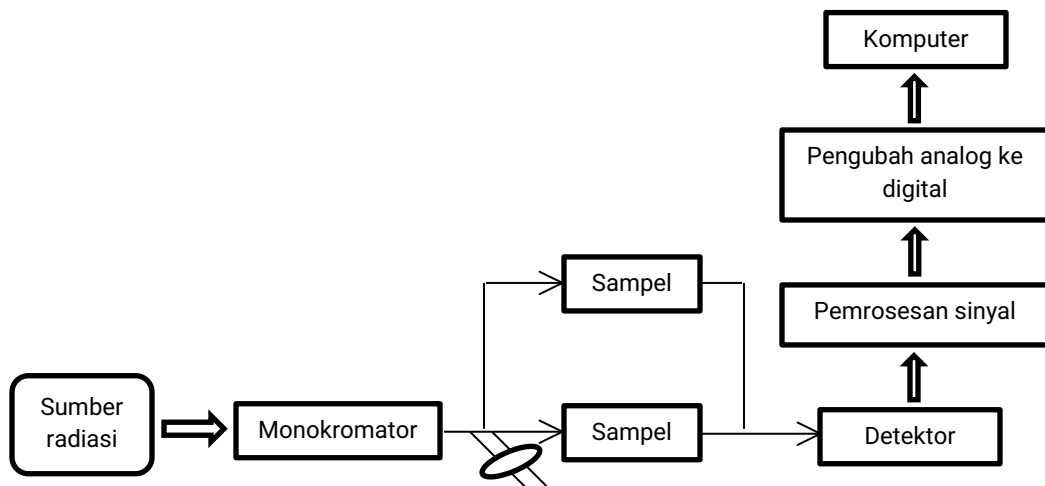 Komputer
Pengubah analog ke
digital
Sampel
Pemrosesan sinyal
Sumber
radiasi
Monokromator
Sampel
Detektor